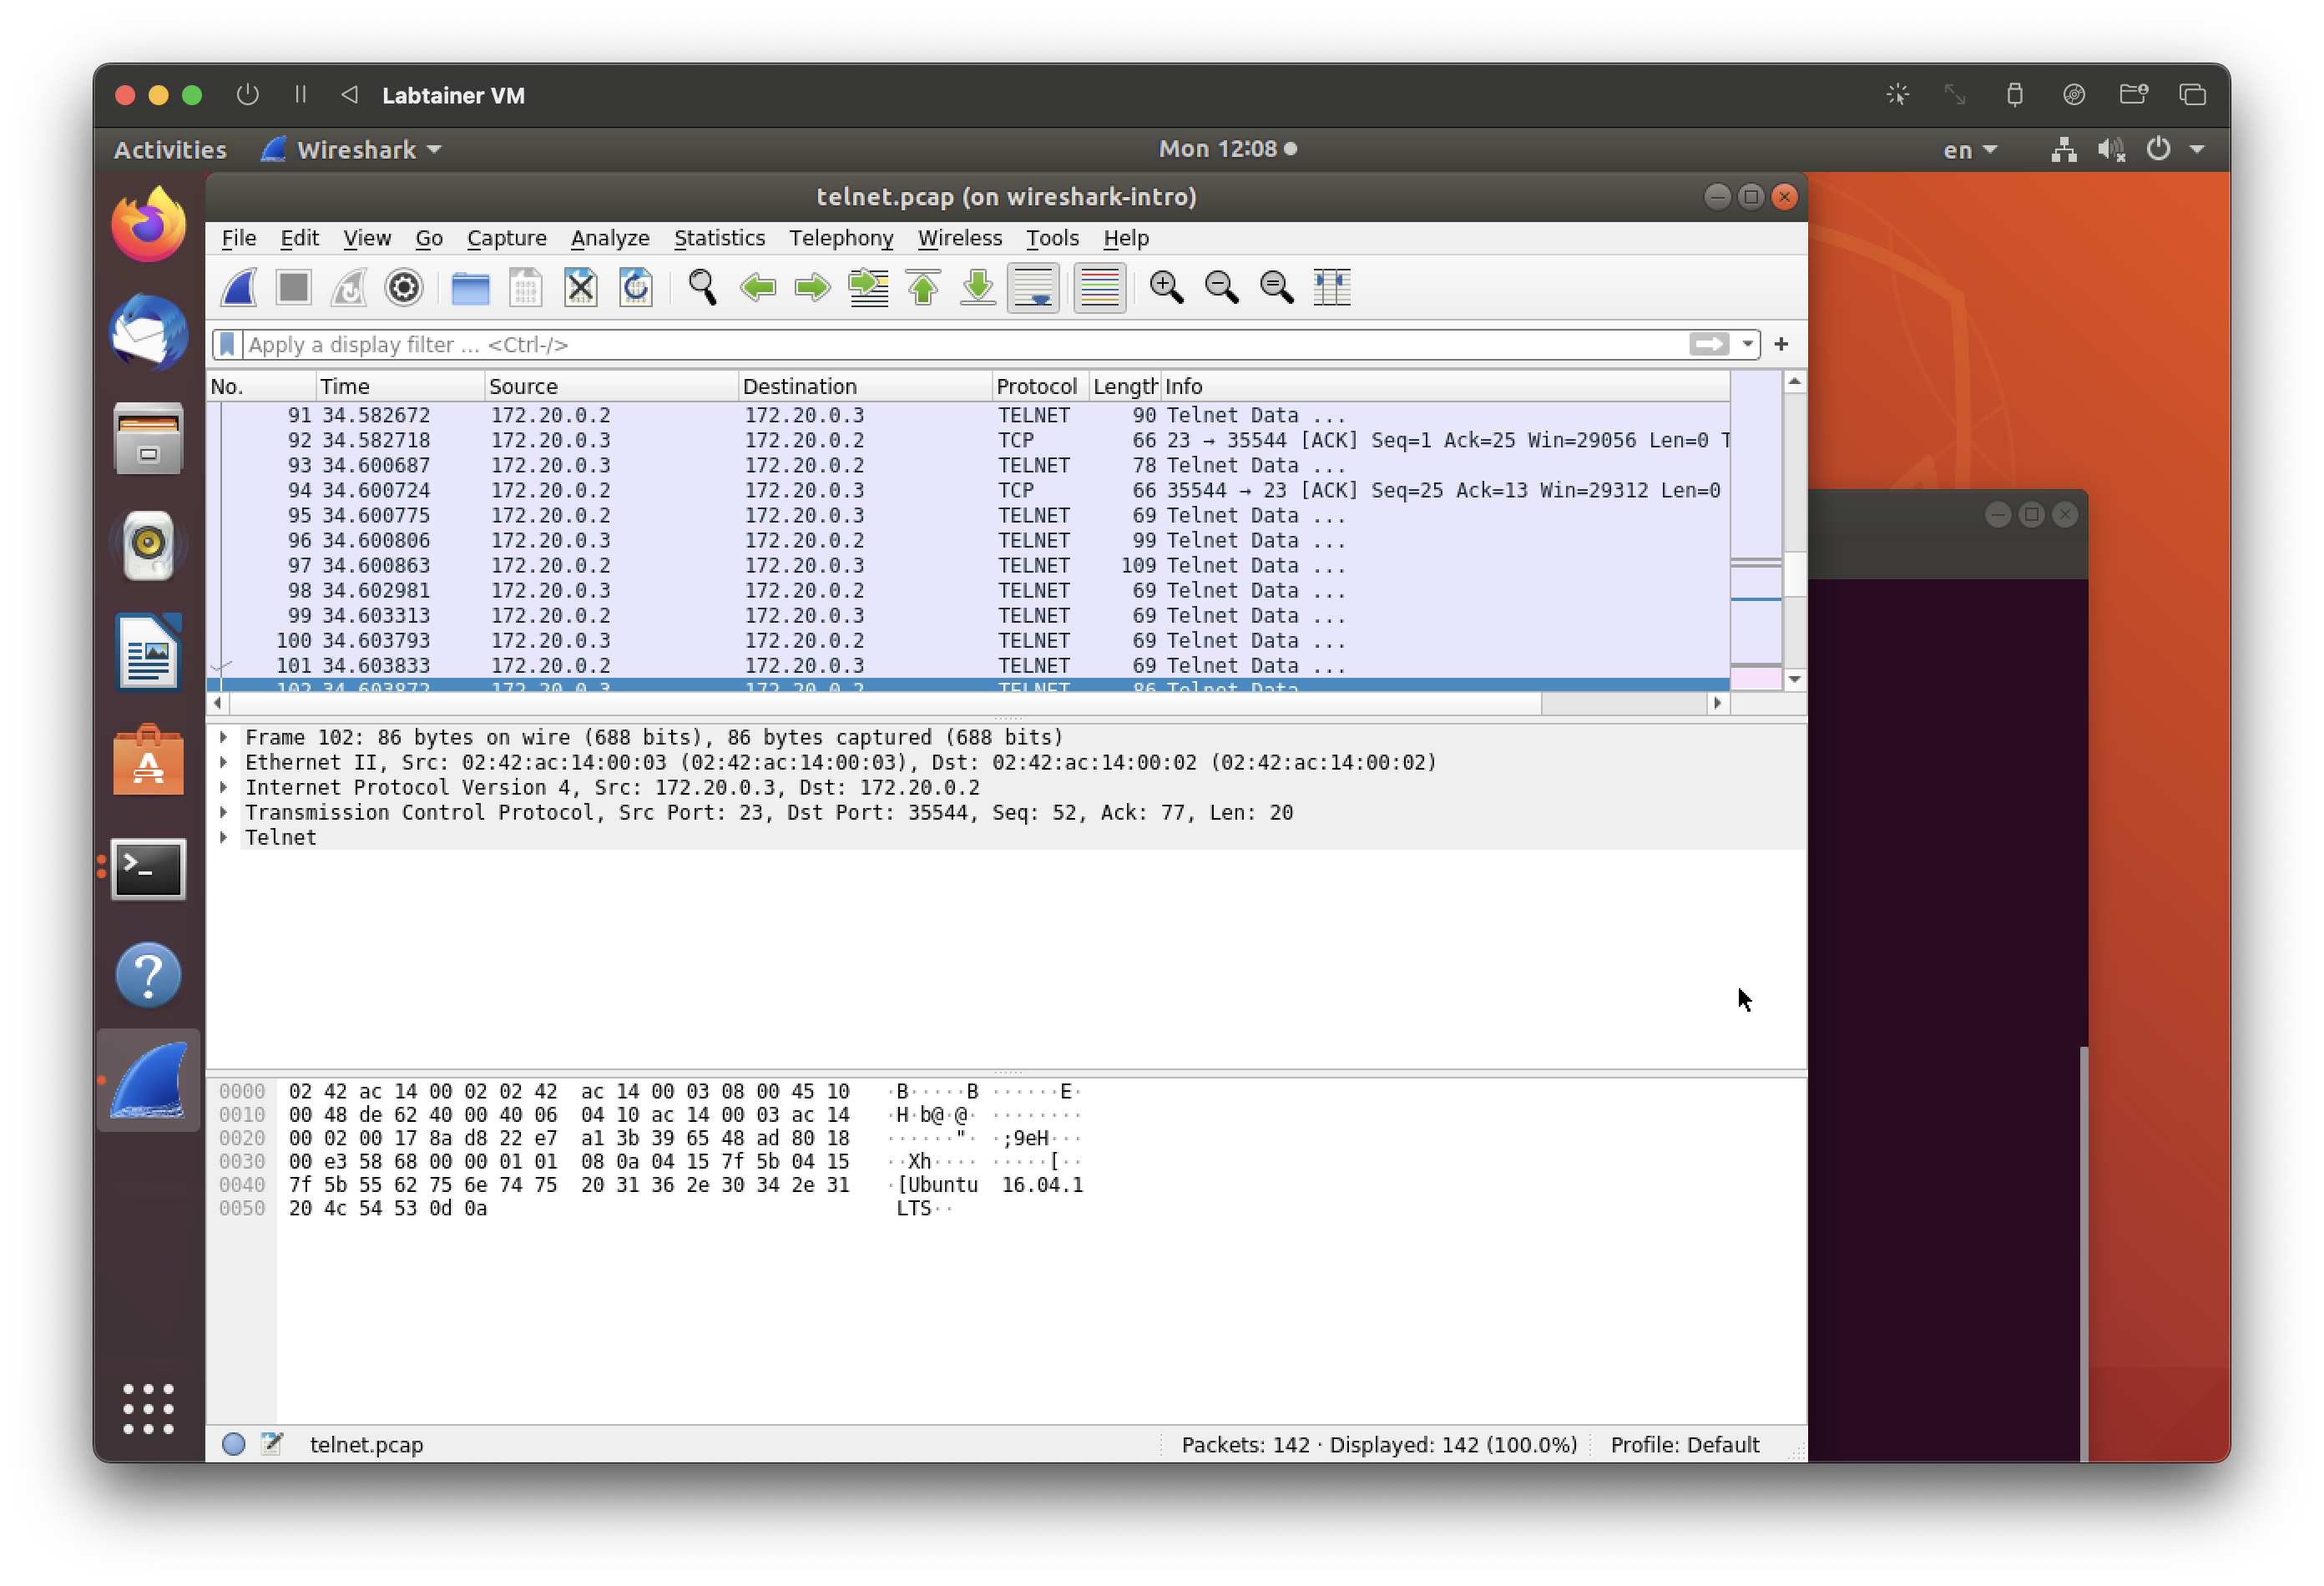 Labtainer VM
Activities Wireshark Mon 12:08 en
telnet.pcap (on wireshark-intro)
File Edit View Go Capture Analyze Statistics Telephony Wireless Tools Help
Apply a display filter ... <Ctrl-/> +
No. Time Source Destination Protocol Length Info
91 34.582672 172.20.0.2 172.20.0.3 TELNET 90 Telnet Data ...
92 34.582718 172.20.0.3 172.20.0.2 TCP 66 23 → 35544 [ACK] Seq=1 Ack=25 Win=29056 Len=0 T
93 34.600687 172.20.0.3 172.20.0.2 TELNET 78 Telnet Data ...
94 34.600724 172.20.0.2 172.20.0.3 TCP 66 35544 → 23 [ACK] Seq=25 Ack=13 Win=29312 Len=0
95 34.600775 172.20.0.2 172.20.0.3 TELNET 69 Telnet Data ...
96 34.600806 172.20.0.3 172.20.0.2 TELNET 99 Telnet Data ...
97 34.600863 172.20.0.2 172.20.0.3 TELNET 109 Telnet Data ...
98 34.602981 172.20.0.3 172.20.0.2 TELNET 69 Telnet Data ...
99 34.603313 172.20.0.2 172.20.0.3 TELNET 69 Telnet Data ...
100 34.603793 172.20.0.3 172.20.0.2 TELNET 69 Telnet Data ...
101 34.603833 172.20.0.2 172.20.0.3 TELNET 69 Telnet Data ...
102 34.603872 172.20.0.3 172.20.0.2 TELNET 86 Telnet Data ...
Frame 102: 86 bytes on wire (688 bits), 86 bytes captured (688 bits)
Ethernet II, Src: 02:42:ac:14:00:03 (02:42:ac:14:00:03), Dst: 02:42:ac:14:00:02 (02:42:ac:14:00:02)
Internet Protocol Version 4, Src: 172.20.0.3, Dst: 172.20.0.2
Transmission Control Protocol, Src Port: 23, Dst Port: 35544, Seq: 52, Ack: 77, Len: 20
Telnet
0000 02 42 ac 14 00 02 02 42 ac 14 00 03 08 00 45 10 ·B·····B ······E·
0010 00 48 de 62 40 00 40 06 04 10 ac 14 00 03 ac 14 ·H·b@·@· ········
0020 00 02 00 17 8a d8 22 e7 a1 3b 39 65 48 ad 80 18 ······"· ·;9eH···
0030 00 e3 58 68 00 00 01 01 08 0a 04 15 7f 5b 04 15 ··Xh···· ·····[··
0040 7f 5b 55 62 75 6e 74 75 20 31 36 2e 30 34 2e 31 ·[Ubuntu 16.04.1
0050 20 4c 54 53 0d 0a LTS··
telnet.pcap Packets: 142 · Displayed: 142 (100.0%) Profile: Default